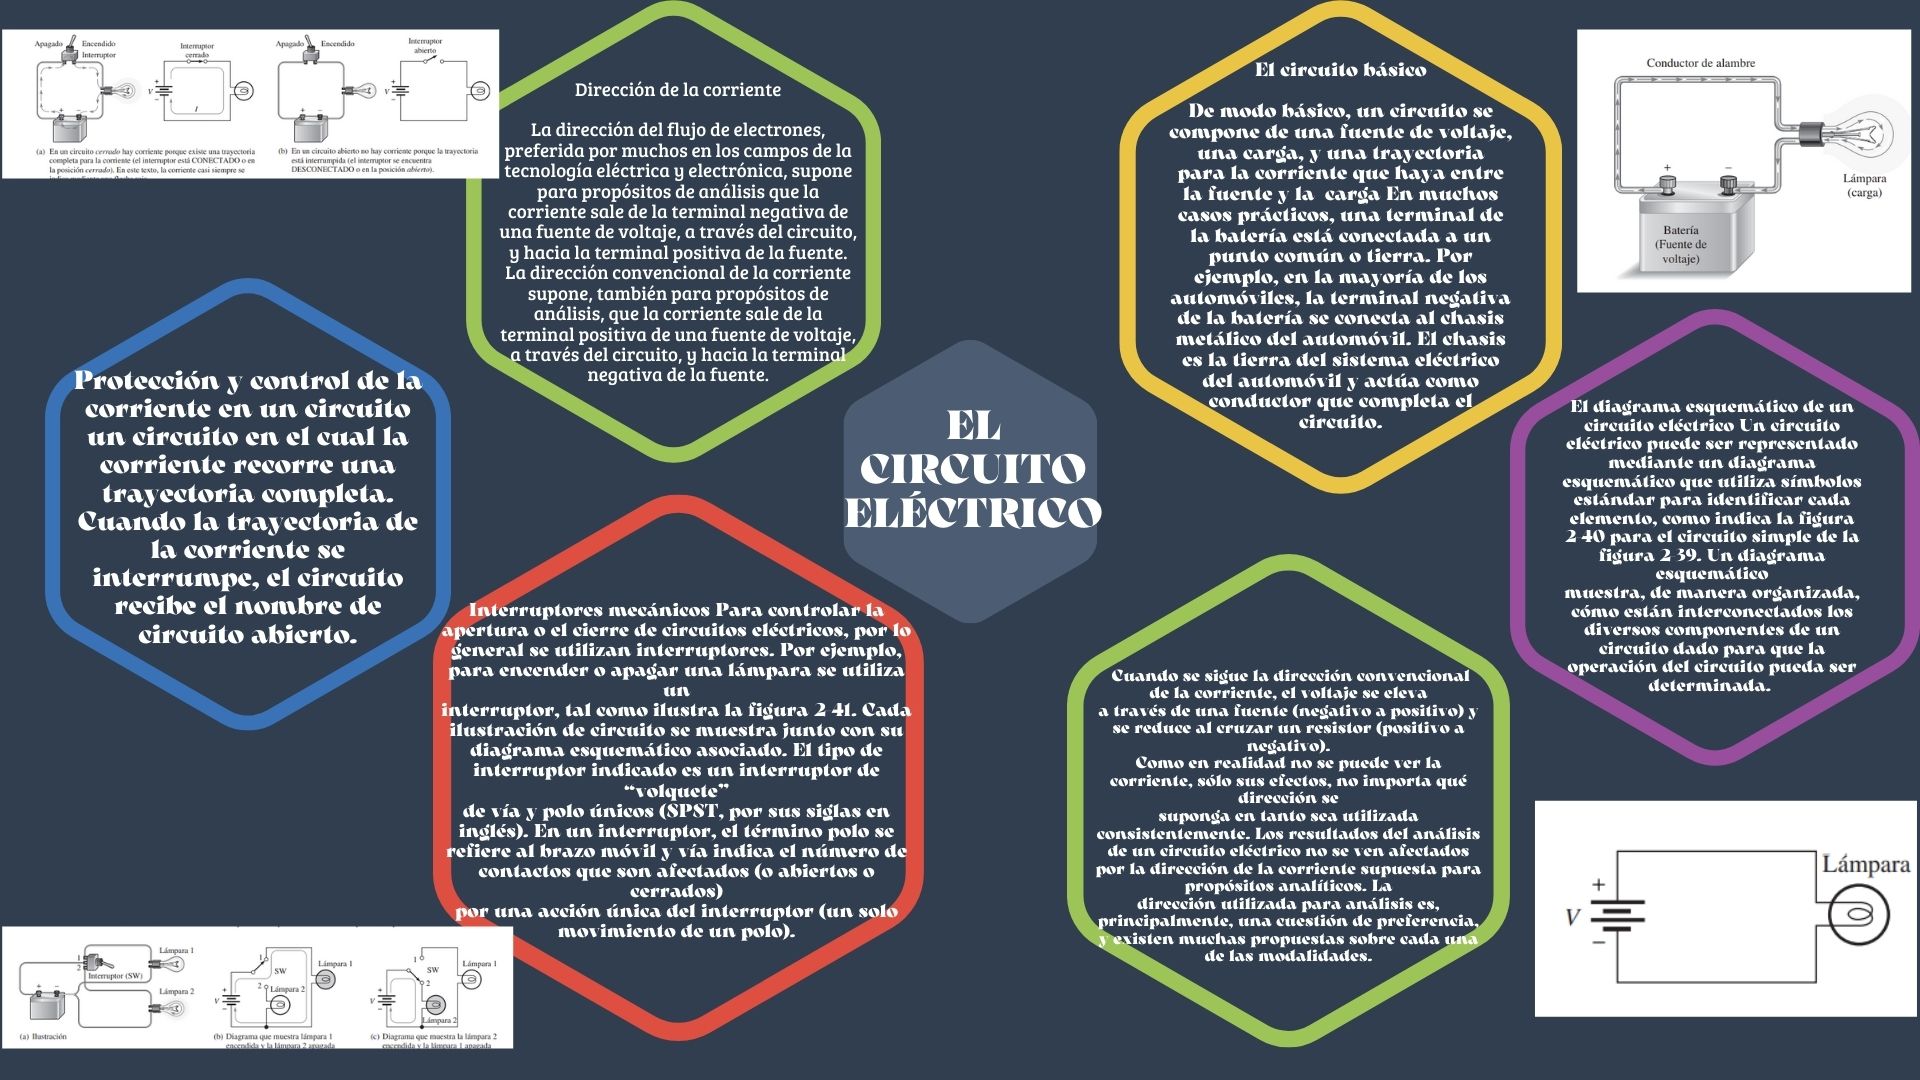 Apagado
Encendido
Interruptor
Interruptor
cerrado
V
I
Apagado
Encendido
Interruptor
abierto
V
(a) En un circuito cerrado hay corriente porque existe una trayectoria
completa para la corriente (el interruptor está CONECTADO o en
la posición cerrado). En este texto, la corriente casi siempre se
(b) En un circuito abierto no hay corriente porque la trayectoria
está interrumpida (el interruptor se encuentra
DESCONECTADO o en la posición abierto).
Dirección de la corriente
La dirección del flujo de electrones,
preferida por muchos en los campos de la
tecnología eléctrica y electrónica, supone
para propósitos de análisis que la
corriente sale de la terminal negativa de
una fuente de voltaje, a través del circuito,
y hacia la terminal positiva de la fuente.
La dirección convencional de la corriente
supone, también para propósitos de
análisis, que la corriente sale de la
terminal positiva de una fuente de voltaje,
a través del circuito, y hacia la terminal
negativa de la fuente.
El circuito básico
De modo básico, un circuito se
compone de una fuente de voltaje,
una carga, y una trayectoria
para la corriente que haya entre
la fuente y la carga En muchos
casos prácticos, una terminal de
la batería está conectada a un
punto común o tierra. Por
ejemplo, en la mayoría de los
automóviles, la terminal negativa
de la batería se conecta al chasis
metálico del automóvil. El chasis
es la tierra del sistema eléctrico
del automóvil y actúa como
conductor que completa el
circuito.
Conductor de alambre
+
−
Lámpara
(carga)
Batería
(Fuente de
voltaje)
Protección y control de la
corriente en un circuito
un circuito en el cual la
corriente recorre una
trayectoria completa.
Cuando la trayectoria de
la corriente se
interrumpe, el circuito
recibe el nombre de
circuito abierto.
EL
CIRCUITO
ELÉCTRICO
El diagrama esquemático de un
circuito eléctrico Un circuito
eléctrico puede ser representado
mediante un diagrama
esquemático que utiliza símbolos
estándar para identificar cada
elemento, como indica la figura
2 40 para el circuito simple de la
figura 2 39. Un diagrama
esquemático
muestra, de manera organizada,
cómo están interconectados los
diversos componentes de un
circuito dado para que la
operación del circuito pueda ser
determinada.
Interruptores mecánicos Para controlar la
apertura o el cierre de circuitos eléctricos, por lo
general se utilizan interruptores. Por ejemplo,
para encender o apagar una lámpara se utiliza
un
interruptor, tal como ilustra la figura 2 41. Cada
ilustración de circuito se muestra junto con su
diagrama esquemático asociado. El tipo de
interruptor indicado es un interruptor de
“volquete”
de vía y polo únicos (SPST, por sus siglas en
inglés). En un interruptor, el término polo se
refiere al brazo móvil y vía indica el número de
contactos que son afectados (o abiertos o
cerrados)
por una acción única del interruptor (un solo
movimiento de un polo).
Cuando se sigue la dirección convencional
de la corriente, el voltaje se eleva
a través de una fuente (negativo a positivo) y
se reduce al cruzar un resistor (positivo a
negativo).
Como en realidad no se puede ver la
corriente, sólo sus efectos, no importa qué
dirección se
suponga en tanto sea utilizada
consistentemente. Los resultados del análisis
de un circuito eléctrico no se ven afectados
por la dirección de la corriente supuesta para
propósitos analíticos. La
dirección utilizada para análisis es,
principalmente, una cuestión de preferencia,
y existen muchas propuestas sobre cada una
de las modalidades.
Lámpara
+
V
−
Lámpara 1
1
2
Interruptor (SW)
Lámpara 2
(a) Ilustración
1
SW
Lámpara 1
2
Lámpara 2
V
(b) Diagrama que muestra lámpara 1
encendida y la lámpara 2 apagada
1
SW
Lámpara 1
2
V
Lámpara 2
(c) Diagrama que muestra la lámpara 2
encendida y la lámpara 1 apagada